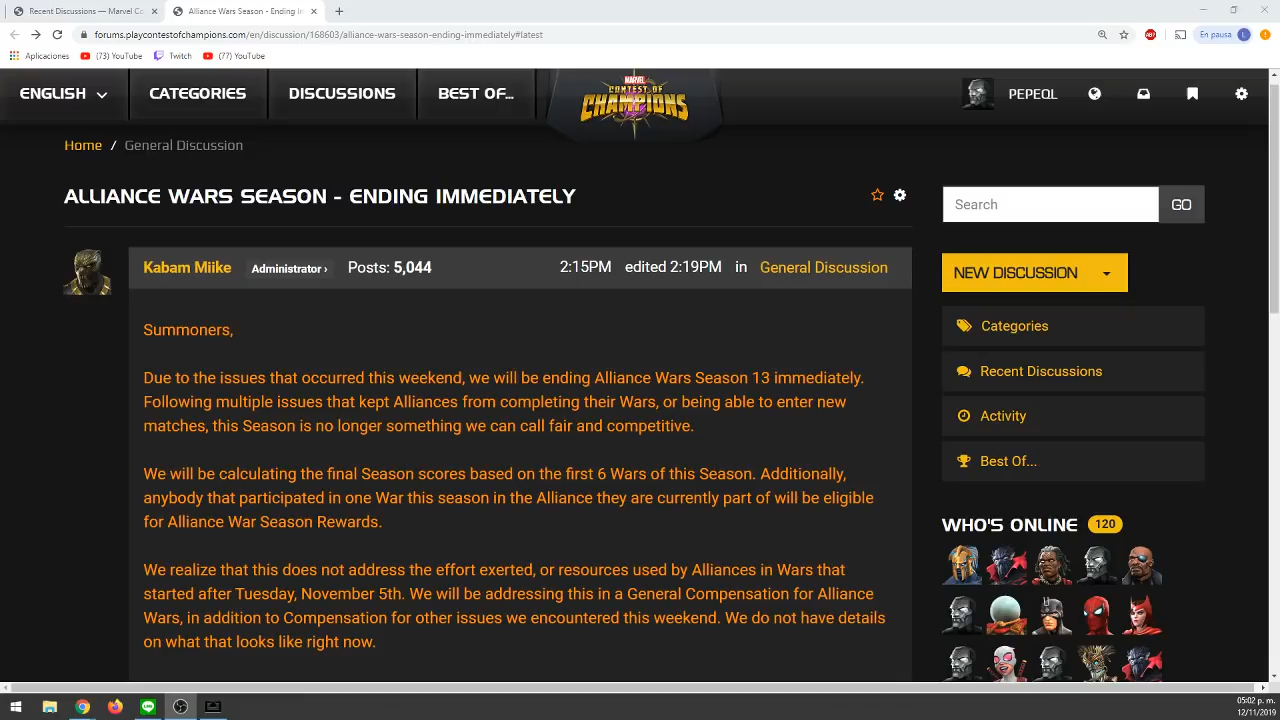 Recent Discussions — Marvel Co
Alliance Wars Season - Ending Im
forums.playcontestofchampions.com/en/discussion/168603/alliance-wars-season-ending-immediately#latest
ABP
En pausa
L
Aplicaciones
(73) YouTube
Twitch
(77) YouTube
ENGLISH
CATEGORIES
DISCUSSIONS
BEST OF...
MARVEL
CONTEST OF
CHAMPIONS
PEPEQL
Home / General Discussion
ALLIANCE WARS SEASON - ENDING IMMEDIATELY
Kabam Miike Administrator › Posts: 5,044 2:15PM edited 2:19PM in General Discussion
Summoners,
Due to the issues that occurred this weekend, we will be ending Alliance Wars Season 13 immediately.
Following multiple issues that kept Alliances from completing their Wars, or being able to enter new
matches, this Season is no longer something we can call fair and competitive.
We will be calculating the final Season scores based on the first 6 Wars of this Season. Additionally,
anybody that participated in one War this season in the Alliance they are currently part of will be eligible
for Alliance War Season Rewards.
We realize that this does not address the effort exerted, or resources used by Alliances in Wars that
started after Tuesday, November 5th. We will be addressing this in a General Compensation for Alliance
Wars, in addition to Compensation for other issues we encountered this weekend. We do not have details
on what that looks like right now.
Search
GO
NEW DISCUSSION
Categories
Recent Discussions
Activity
Best Of...
WHO'S ONLINE 120
05:02 p. m.
12/11/2019